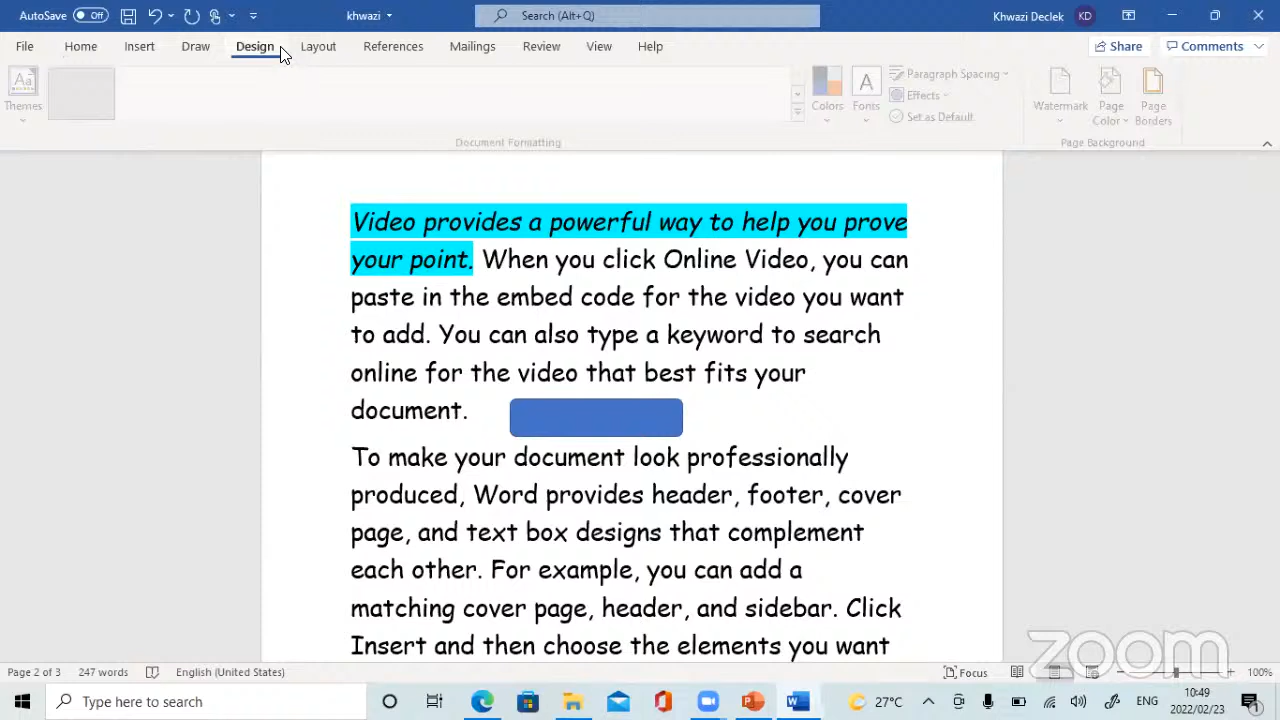 AutoSave Off khwazi Search (Alt+Q) Khwazi Declek KD
File Home Insert Draw Design Layout References Mailings Review View Help Share Comments
Aa Themes Colors A Fonts Paragraph Spacing Effects Set as Default Watermark Page Color Page Borders
Document Formatting Page Background
Video provides a powerful way to help you prove
your point. When you click Online Video, you can
paste in the embed code for the video you want
to add. You can also type a keyword to search
online for the video that best fits your
document.
To make your document look professionally
produced, Word provides header, footer, cover
page, and text box designs that complement
each other. For example, you can add a
matching cover page, header, and sidebar. Click
Insert and then choose the elements you want
zoom
Page 2 of 3 247 words English (United States) Focus 100%
Type here to search 27°C ENG 10:49
2022/02/23 1